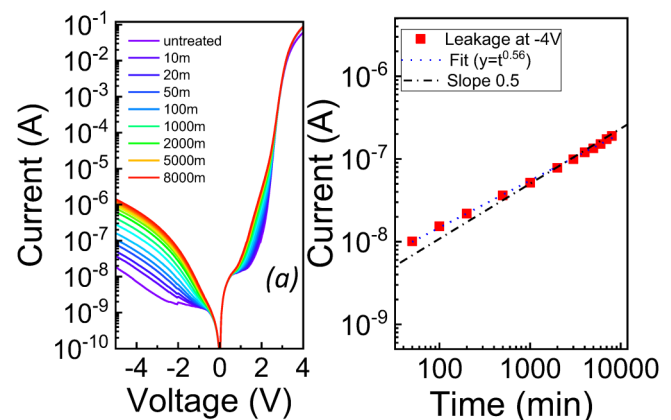 10⁻¹
10⁻²
10⁻³
10⁻⁴
10⁻⁵
10⁻⁶
10⁻⁷
10⁻⁸
10⁻⁹
10⁻¹⁰
Current (A)
untreated
10m
20m
50m
100m
1000m
2000m
5000m
8000m
(a)
-4 -2 0 2 4
Voltage (V)
10⁻⁶
10⁻⁷
10⁻⁸
10⁻⁹
Current (A)
Leakage at -4V
Fit (y=t⁰·⁵⁶)
Slope 0.5
100 1000 10000
Time (min)